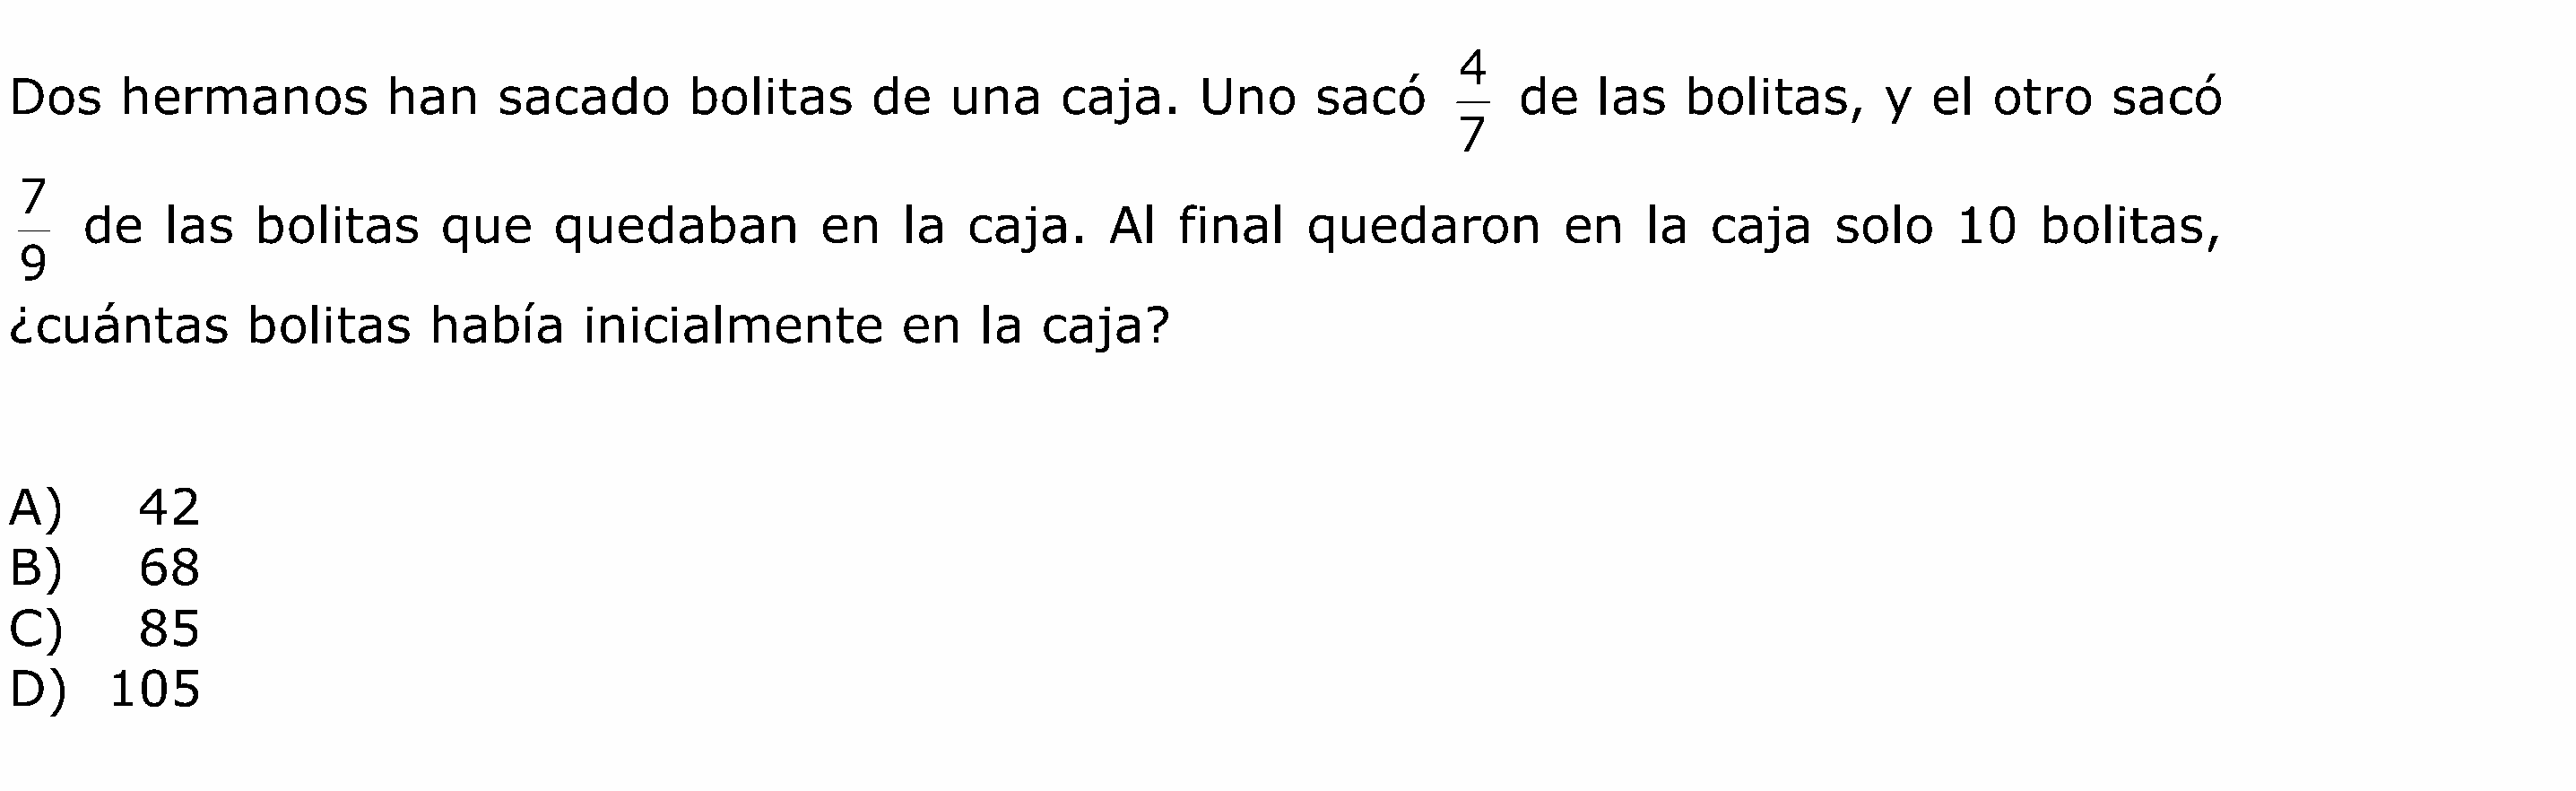 Dos hermanos han sacado bolitas de una caja. Uno sacó 4/7 de las bolitas, y el otro sacó
7/9 de las bolitas que quedaban en la caja. Al final quedaron en la caja solo 10 bolitas,
¿cuántas bolitas había inicialmente en la caja?
A) 42
B) 68
C) 85
D) 105